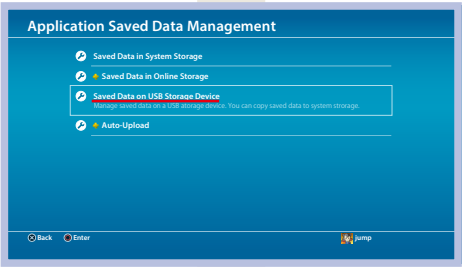 Application Saved Data Management
Saved Data in System Storage
Saved Data in Online Storage
Saved Data on USB Storage Device
Manage saved data on a USB atorage device. You can copy saved data to system strorage.
Auto-Upload
Back Enter jump